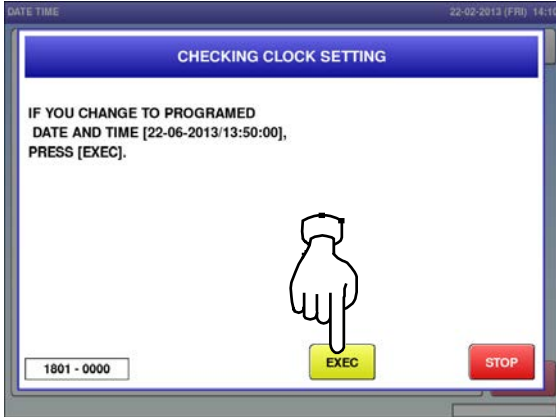 DATE TIME 22-02-2013 (FRI) 14:10
CHECKING CLOCK SETTING
IF YOU CHANGE TO PROGRAMED
DATE AND TIME [22-06-2013/13:50:00],
PRESS [EXEC].
EXEC
STOP
1801 - 0000